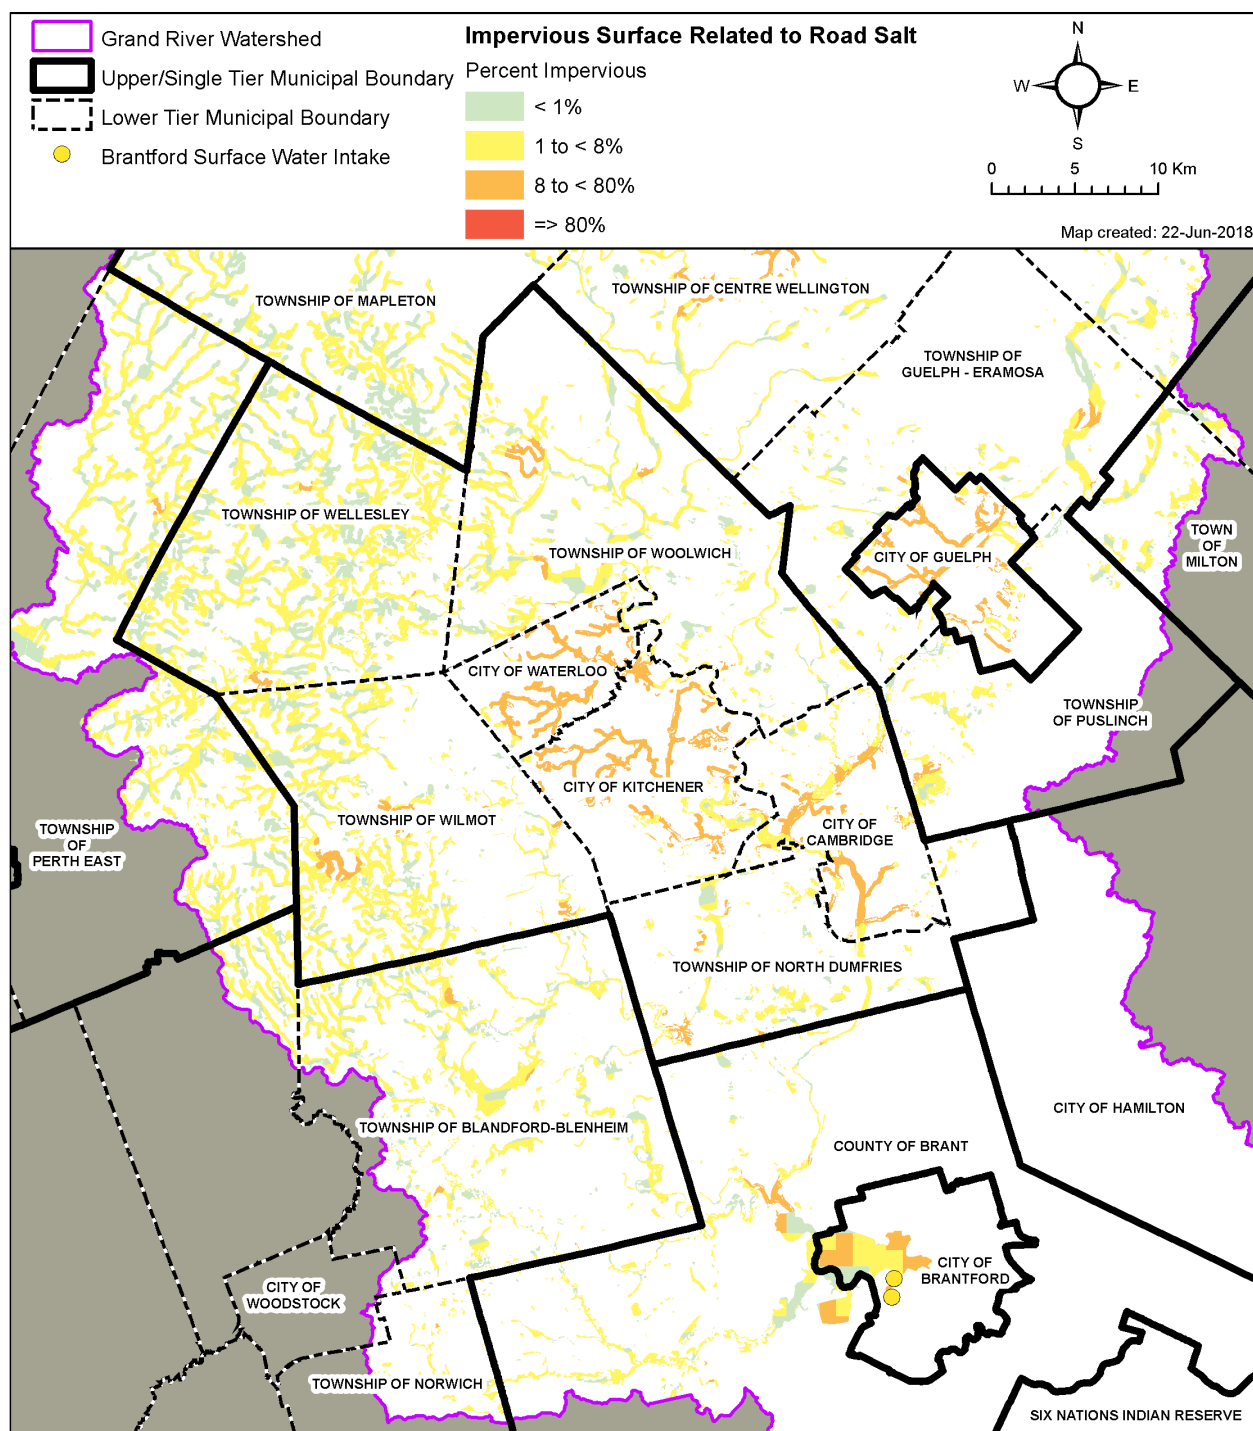 Grand River Watershed
Upper/Single Tier Municipal Boundary
Lower Tier Municipal Boundary
Brantford Surface Water Intake
Impervious Surface Related to Road Salt
Percent Impervious
< 1%
1 to < 8%
8 to < 80%
=> 80%
N
W
E
S
0 5 10 Km
Map created: 22-Jun-2018
TOWNSHIP OF MAPLETON
TOWNSHIP OF CENTRE WELLINGTON
TOWNSHIP OF
GUELPH - ERAMOSA
TOWNSHIP OF WELLESLEY
TOWNSHIP OF WOOLWICH
CITY OF GUELPH
TOWN
OF
MILTON
CITY OF WATERLOO
TOWNSHIP
OF PUSLINCH
CITY OF KITCHENER
TOWNSHIP OF WILMOT
CITY OF
CAMBRIDGE
TOWNSHIP
OF
PERTH EAST
TOWNSHIP OF NORTH DUMFRIES
CITY OF HAMILTON
TOWNSHIP OF BLANDFORD-BLENHEIM
COUNTY OF BRANT
CITY OF
BRANTFORD
CITY OF
WOODSTOCK
TOWNSHIP OF NORWICH
SIX NATIONS INDIAN RESERVE